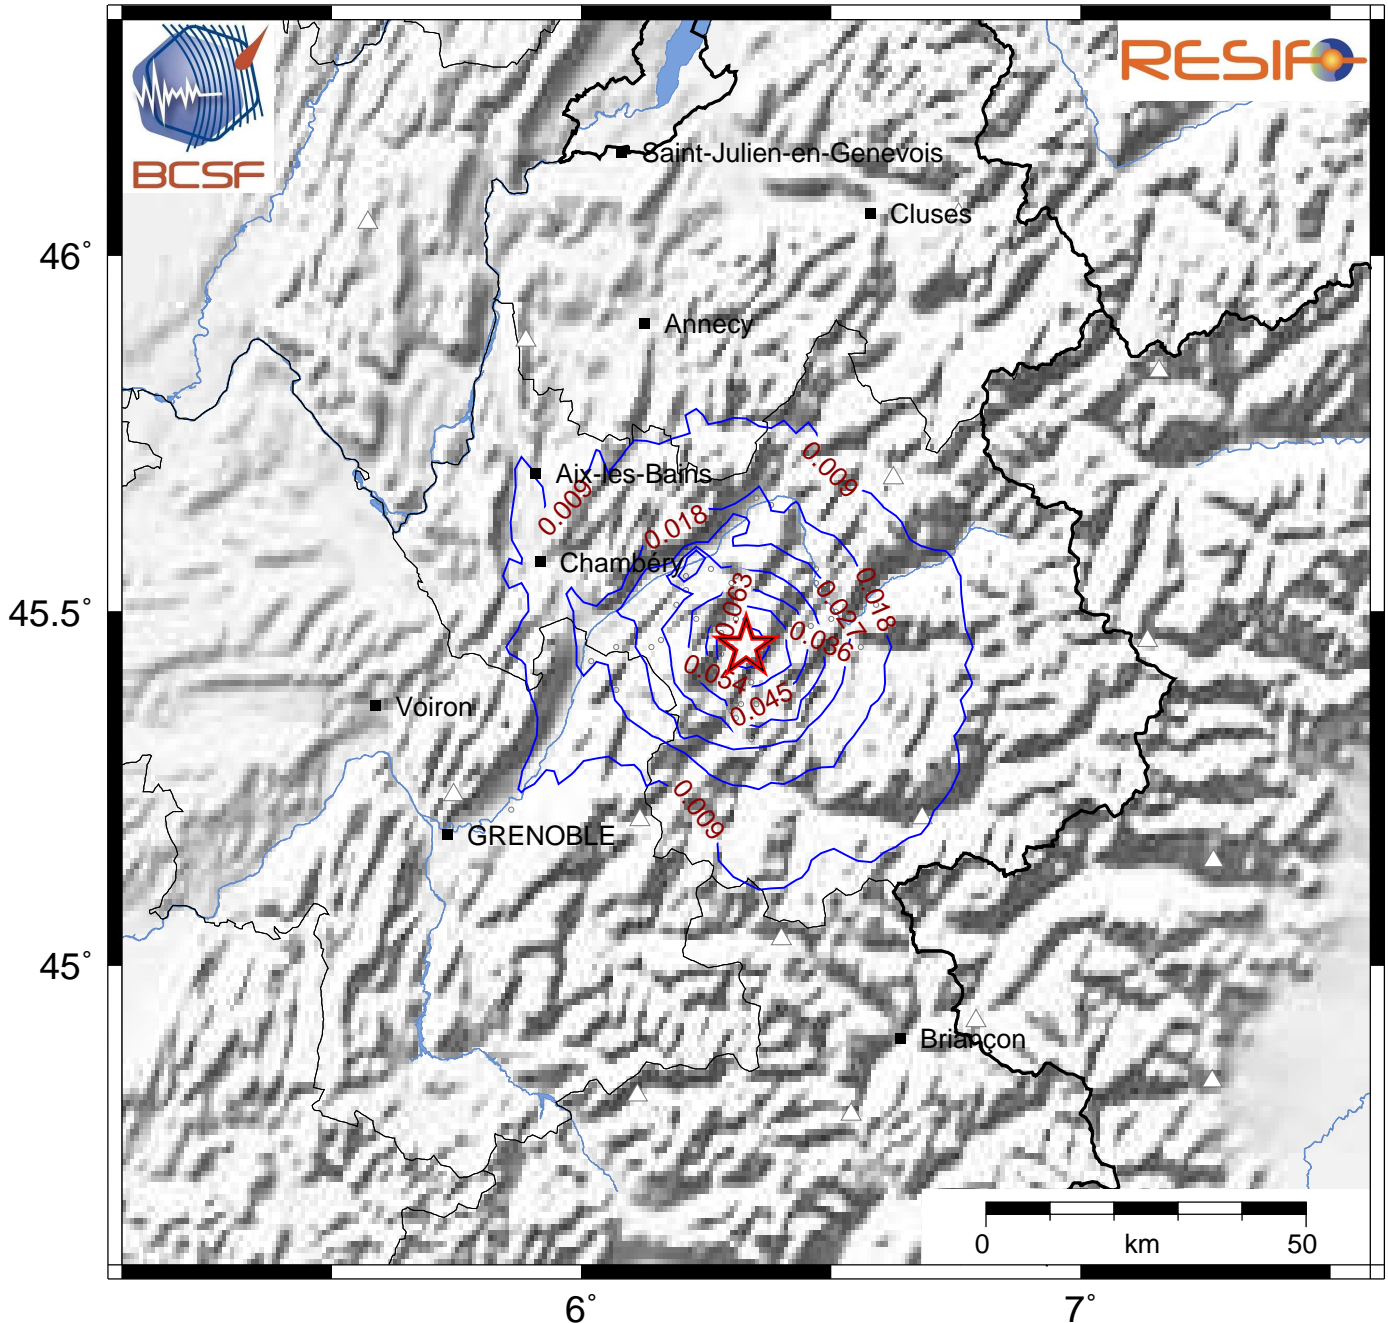 BCSF
RESIF
Saint-Julien-en-Genevois
Cluses
46°
Annecy
0.009
Aix-les-Bains
0.009
0.018
Chambéry
0.063
0.018
0.027
45.5°
0.036
0.054
0.045
Voiron
0.009
GRENOBLE
45°
Briançon
0 km 50
6° 7°